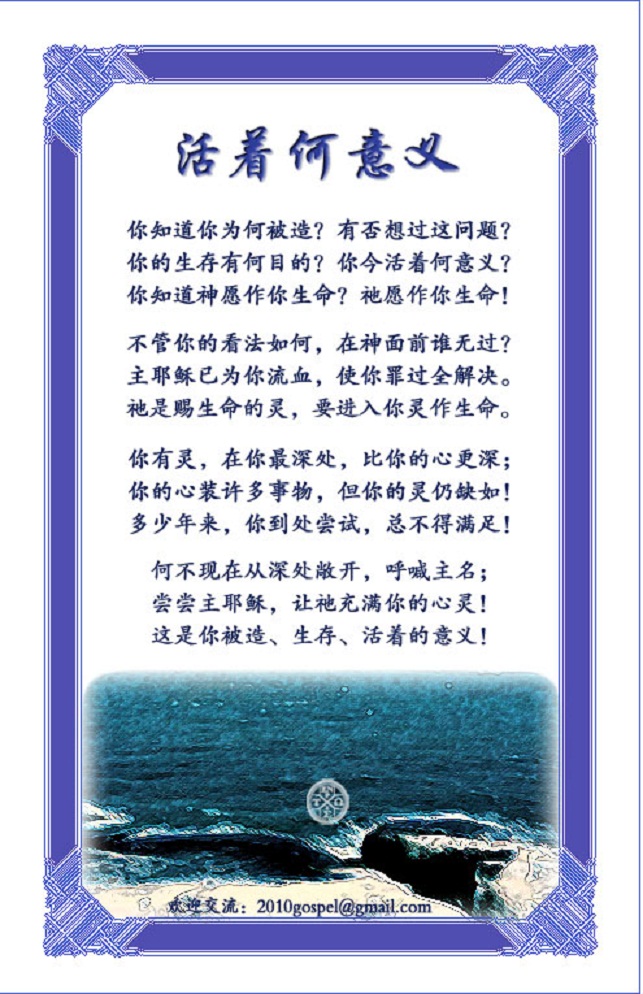 活着何意义
你知道你为何被造？有否想过这问题？
你的生存有何目的？你今活着何意义？
你知道神愿作你生命？祂愿作你生命！
不管你的看法如何，在神面前谁无过？
主耶稣已为你流血，使你罪过全解决。
祂是赐生命的灵，要进入你灵作生命。
你有灵，在你最深处，比你的心更深；
你的心装许多事物，但你的灵仍缺如！
多少年来，你到处尝试，总不得满足！
何不现在从深处敞开，呼喊主名；
尝尝主耶稣，让祂充满你的心灵！
这是你被造、生存、活着的意义！
欢迎交流：2010gospel@gmail.com